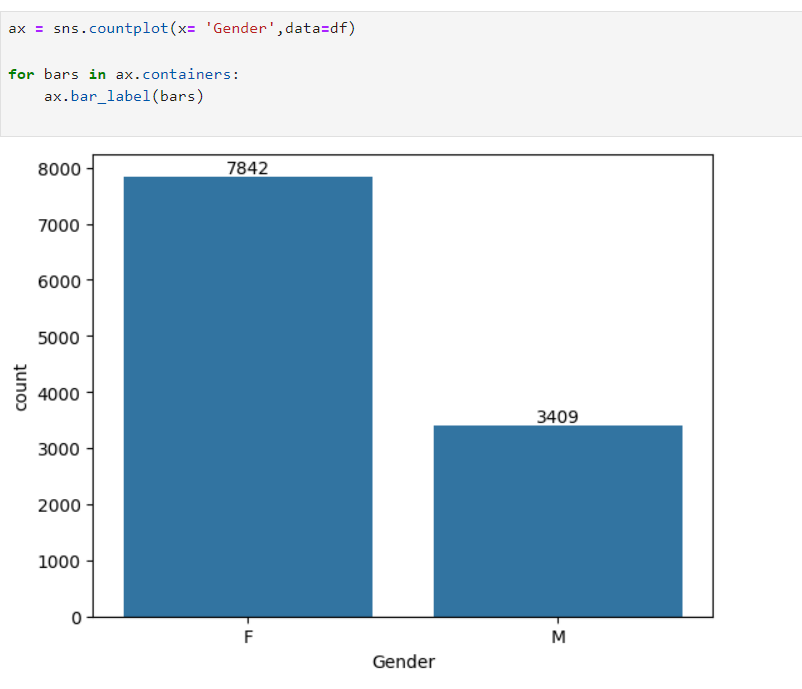 ax = sns.countplot(x= 'Gender',data=df)
for bars in ax.containers:
    ax.bar_label(bars)
8000
7842
7000
6000
5000
count
4000
3409
3000
2000
1000
0
F
M
Gender